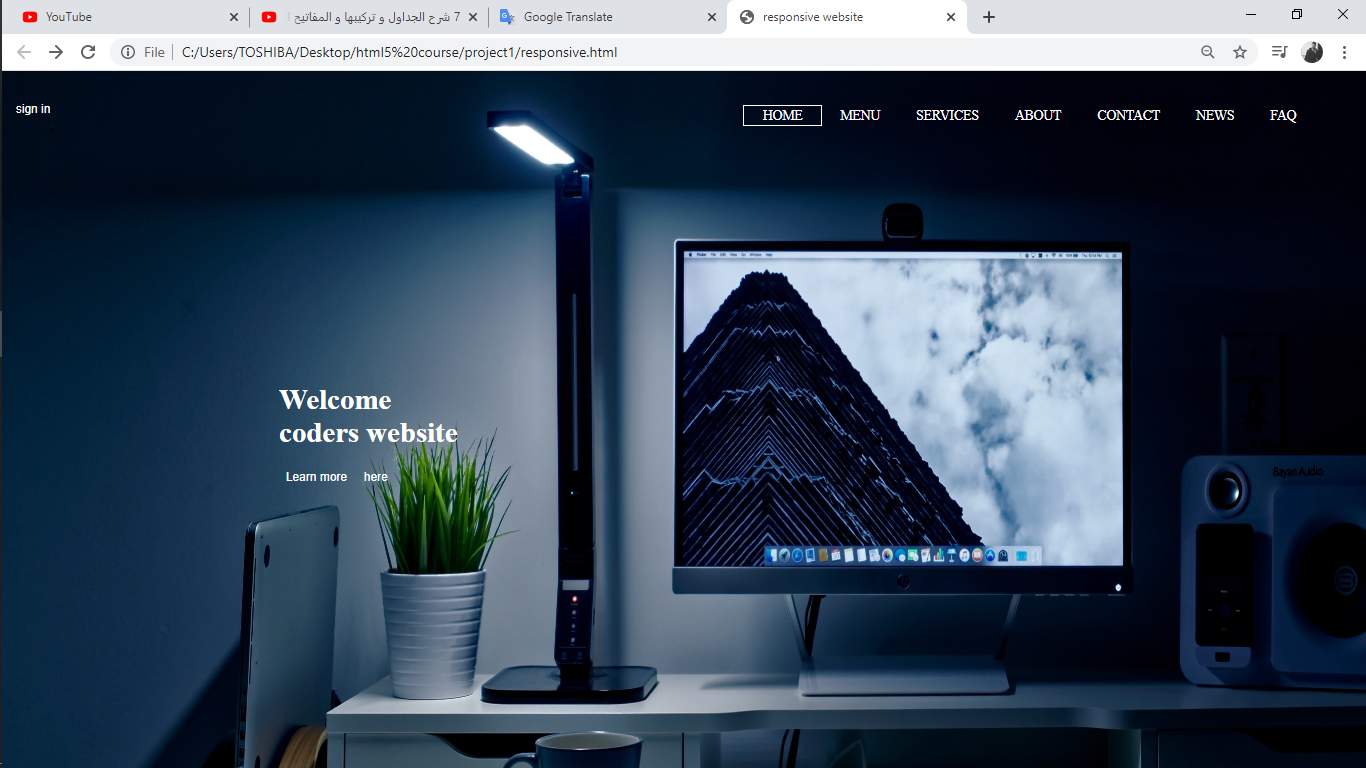 YouTube
7 شرح الجداول و تركيبها و المفاتيح
Google Translate
responsive website
File
C:/Users/TOSHIBA/Desktop/html5%20course/project1/responsive.html
sign in
HOME
MENU
SERVICES
ABOUT
CONTACT
NEWS
FAQ
Welcome
coders website
Learn more here
Bayan Audio